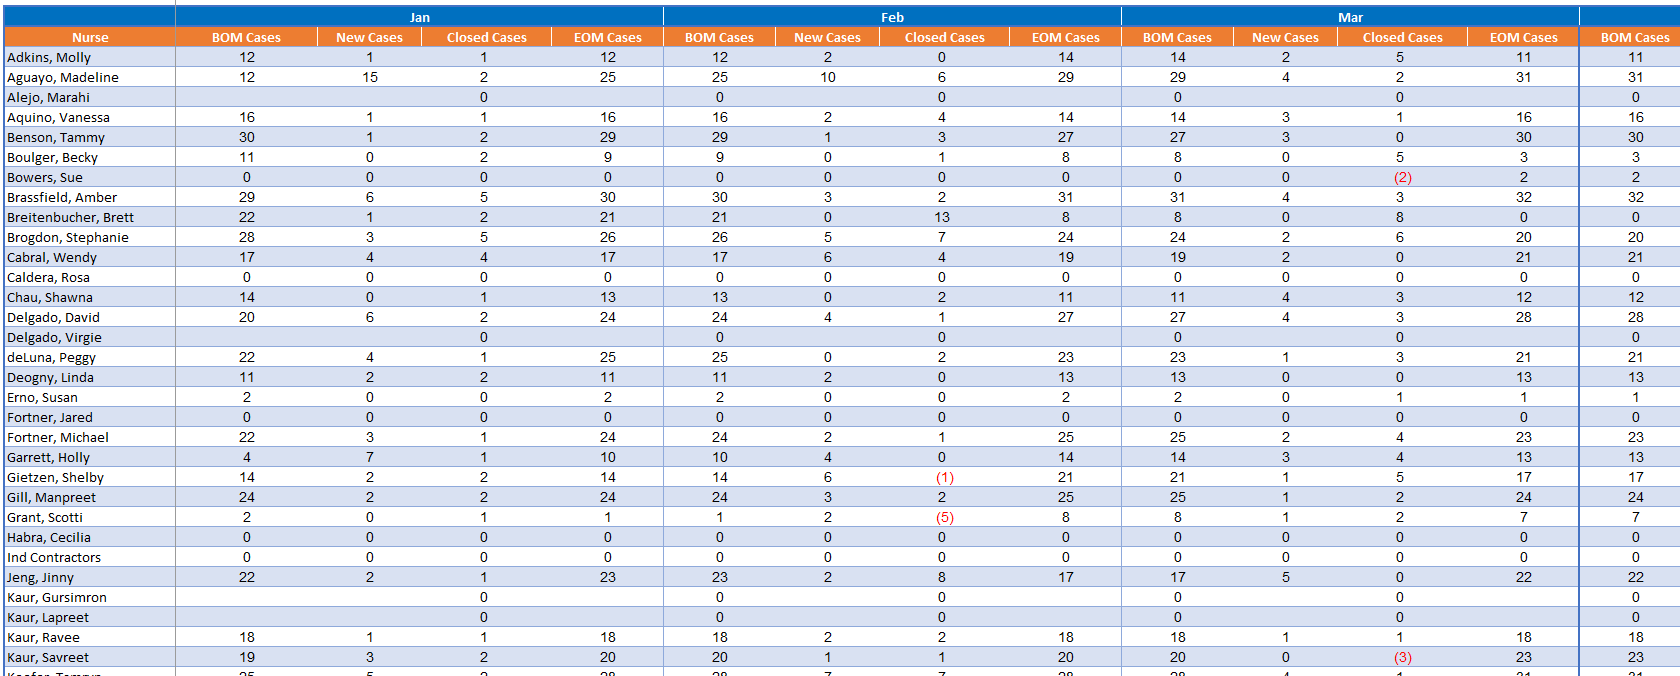 Jan Feb Mar
Nurse BOM Cases New Cases Closed Cases EOM Cases BOM Cases New Cases Closed Cases EOM Cases BOM Cases New Cases Closed Cases EOM Cases BOM Cases
Adkins, Molly 12 1 1 12 12 2 0 14 14 2 5 11 11
Aguayo, Madeline 12 15 2 25 25 10 6 29 29 4 2 31 31
Alejo, Marahi 0 0 0 0 0 0
Aquino, Vanessa 16 1 1 16 16 2 4 14 14 3 1 16 16
Benson, Tammy 30 1 2 29 29 1 3 27 27 3 0 30 30
Boulger, Becky 11 0 2 9 9 0 1 8 8 0 5 3 3
Bowers, Sue 0 0 0 0 0 0 0 0 0 0 (2) 2 2
Brassfield, Amber 29 6 5 30 30 3 2 31 31 4 3 32 32
Breitenbucher, Brett 22 1 2 21 21 0 13 8 8 0 8 0 0
Brogdon, Stephanie 28 3 5 26 26 5 7 24 24 2 6 20 20
Cabral, Wendy 17 4 4 17 17 6 4 19 19 2 0 21 21
Caldera, Rosa 0 0 0 0 0 0 0 0 0 0 0 0 0
Chau, Shawna 14 0 1 13 13 0 2 11 11 4 3 12 12
Delgado, David 20 6 2 24 24 4 1 27 27 4 3 28 28
Delgado, Virgie 0 0 0 0 0 0
deLuna, Peggy 22 4 1 25 25 0 2 23 23 1 3 21 21
Deogny, Linda 11 2 2 11 11 2 0 13 13 0 0 13 13
Erno, Susan 2 0 0 2 2 0 0 2 2 0 1 1 1
Fortner, Jared 0 0 0 0 0 0 0 0 0 0 0 0 0
Fortner, Michael 22 3 1 24 24 2 1 25 25 2 4 23 23
Garrett, Holly 4 7 1 10 10 4 0 14 14 3 4 13 13
Gietzen, Shelby 14 2 2 14 14 6 (1) 21 21 1 5 17 17
Gill, Manpreet 24 2 2 24 24 3 2 25 25 1 2 24 24
Grant, Scotti 2 0 1 1 1 2 (5) 8 8 1 2 7 7
Habra, Cecilia 0 0 0 0 0 0 0 0 0 0 0 0 0
Ind Contractors 0 0 0 0 0 0 0 0 0 0 0 0 0
Jeng, Jinny 22 2 1 23 23 2 8 17 17 5 0 22 22
Kaur, Gursimron 0 0 0 0 0 0
Kaur, Lapreet 0 0 0 0 0 0
Kaur, Ravee 18 1 1 18 18 2 2 18 18 1 1 18 18
Kaur, Savreet 19 3 2 20 20 1 1 20 20 0 (3) 23 23